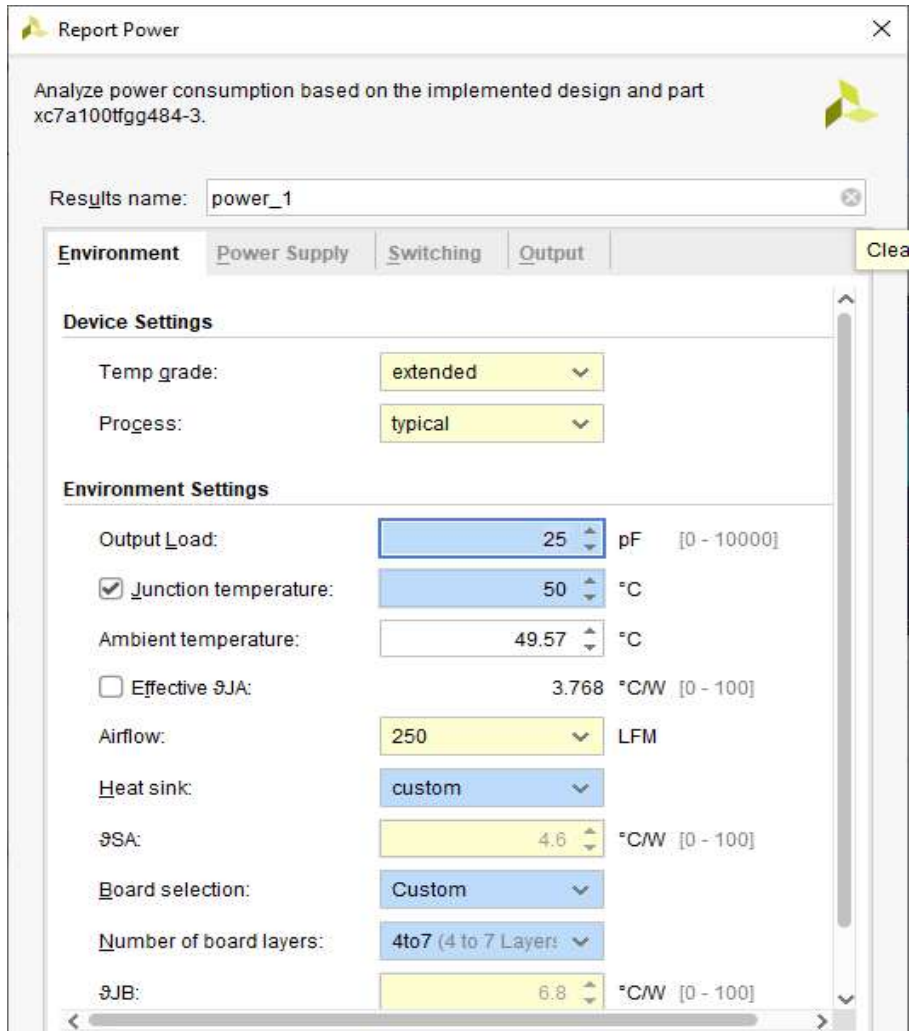 Report Power
Analyze power consumption based on the implemented design and part
xc7a100tfgg484-3.
Results name: power_1
Environment Power Supply Switching Output
Clea
Device Settings
Temp grade: extended
Process: typical
Environment Settings
Output Load: 25 pF [0 - 10000]
Junction temperature: 50 °C
Ambient temperature: 49.57 °C
Effective ϑJA: 3.768 °C/W [0 - 100]
Airflow: 250 LFM
Heat sink: custom
ϑSA: 4.6 °C/W [0 - 100]
Board selection: Custom
Number of board layers: 4to7 (4 to 7 Layers
ϑJB: 6.8 °C/W [0 - 100]